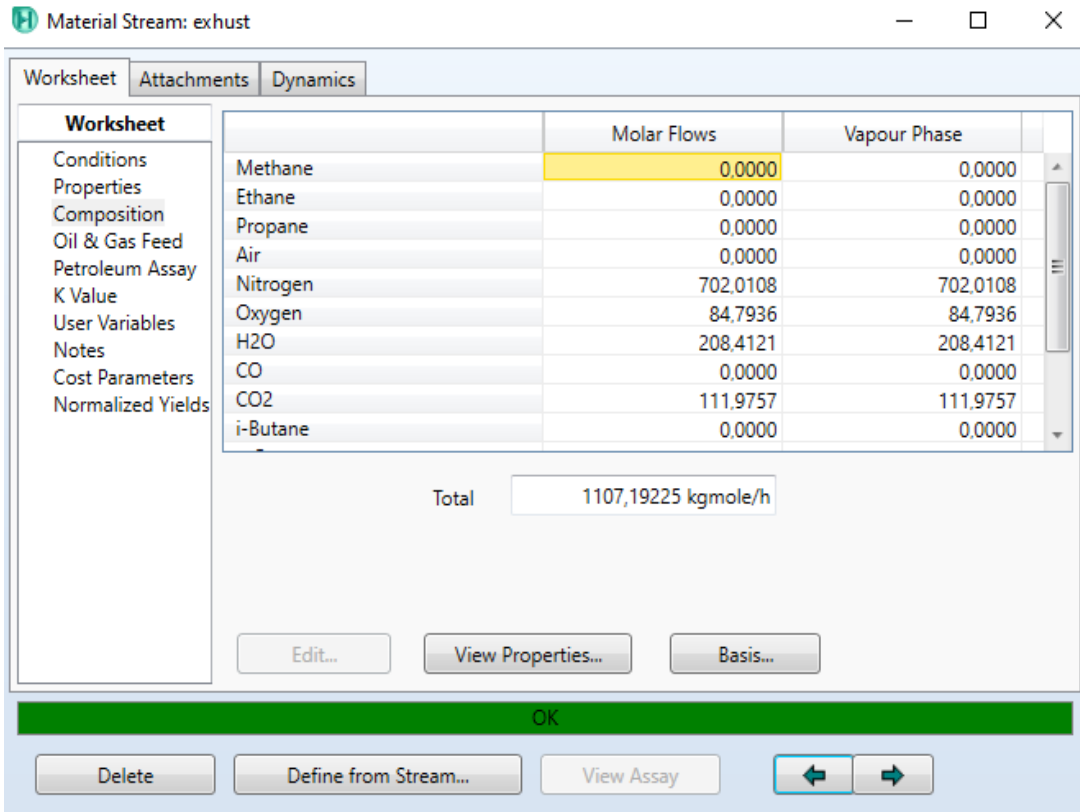 Material Stream: exhust
Worksheet Attachments Dynamics
Worksheet
Conditions
Properties
Composition
Oil & Gas Feed
Petroleum Assay
K Value
User Variables
Notes
Cost Parameters
Normalized Yields
Molar Flows Vapour Phase
Methane 0,0000 0,0000
Ethane 0,0000 0,0000
Propane 0,0000 0,0000
Air 0,0000 0,0000
Nitrogen 702,0108 702,0108
Oxygen 84,7936 84,7936
H2O 208,4121 208,4121
CO 0,0000 0,0000
CO2 111,9757 111,9757
i-Butane 0,0000 0,0000
Total 1107,19225 kgmole/h
Edit... View Properties... Basis...
OK
Delete Define from Stream... View Assay